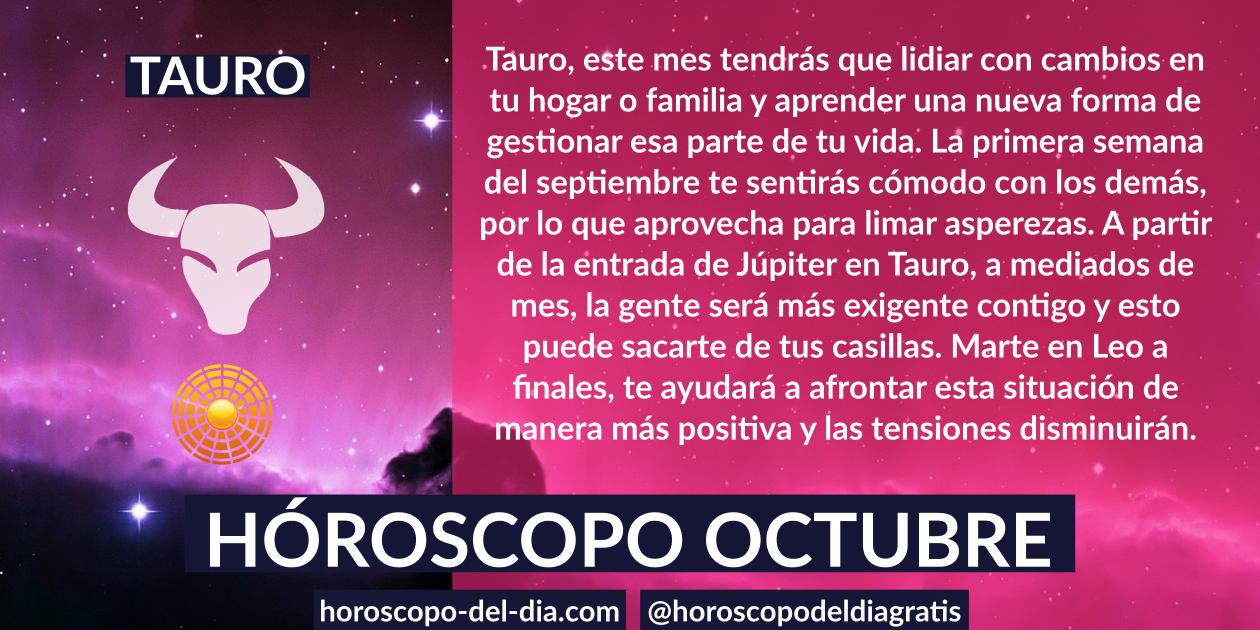 TAURO
Tauro, este mes tendrás que lidiar con cambios en
tu hogar o familia y aprender una nueva forma de
gestionar esa parte de tu vida. La primera semana
del septiembre te sentirás cómodo con los demás,
por lo que aprovecha para limar asperezas. A partir
de la entrada de Júpiter en Tauro, a mediados de
mes, la gente será más exigente contigo y esto
puede sacarte de tus casillas. Marte en Leo a
finales, te ayudará a afrontar esta situación de
manera más positiva y las tensiones disminuirán.
HÓROSCOPO OCTUBRE
horoscopo-del-dia.com
@horoscopodeldiagratis